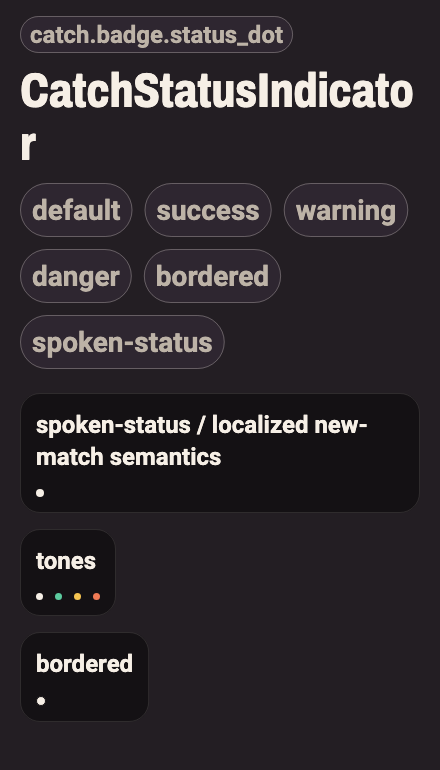 catch.badge.status_dot
CatchStatusIndicato
r
default success warning
danger bordered
spoken-status
spoken-status / localized new-
match semantics
tones
bordered